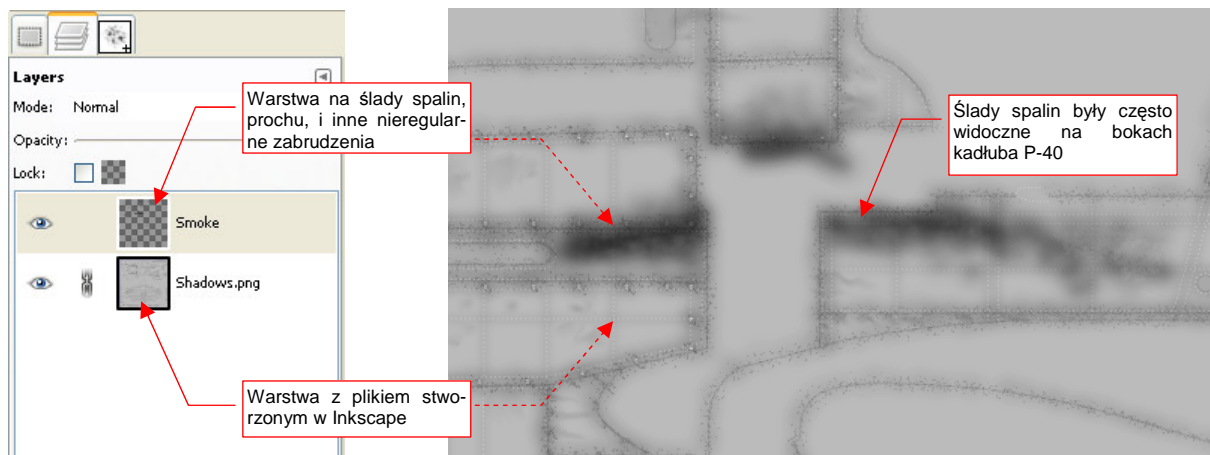 Layers
Mode: Normal
Opacity:
Lock:
Smoke
Shadows.png
Warstwa na ślady spalin,
prochu, i inne nieregular-
ne zabrudzenia
Warstwa z plikiem stwo-
rzonym w Inkscape
Ślady spalin były często
widoczne na bokach
kadłuba P-40